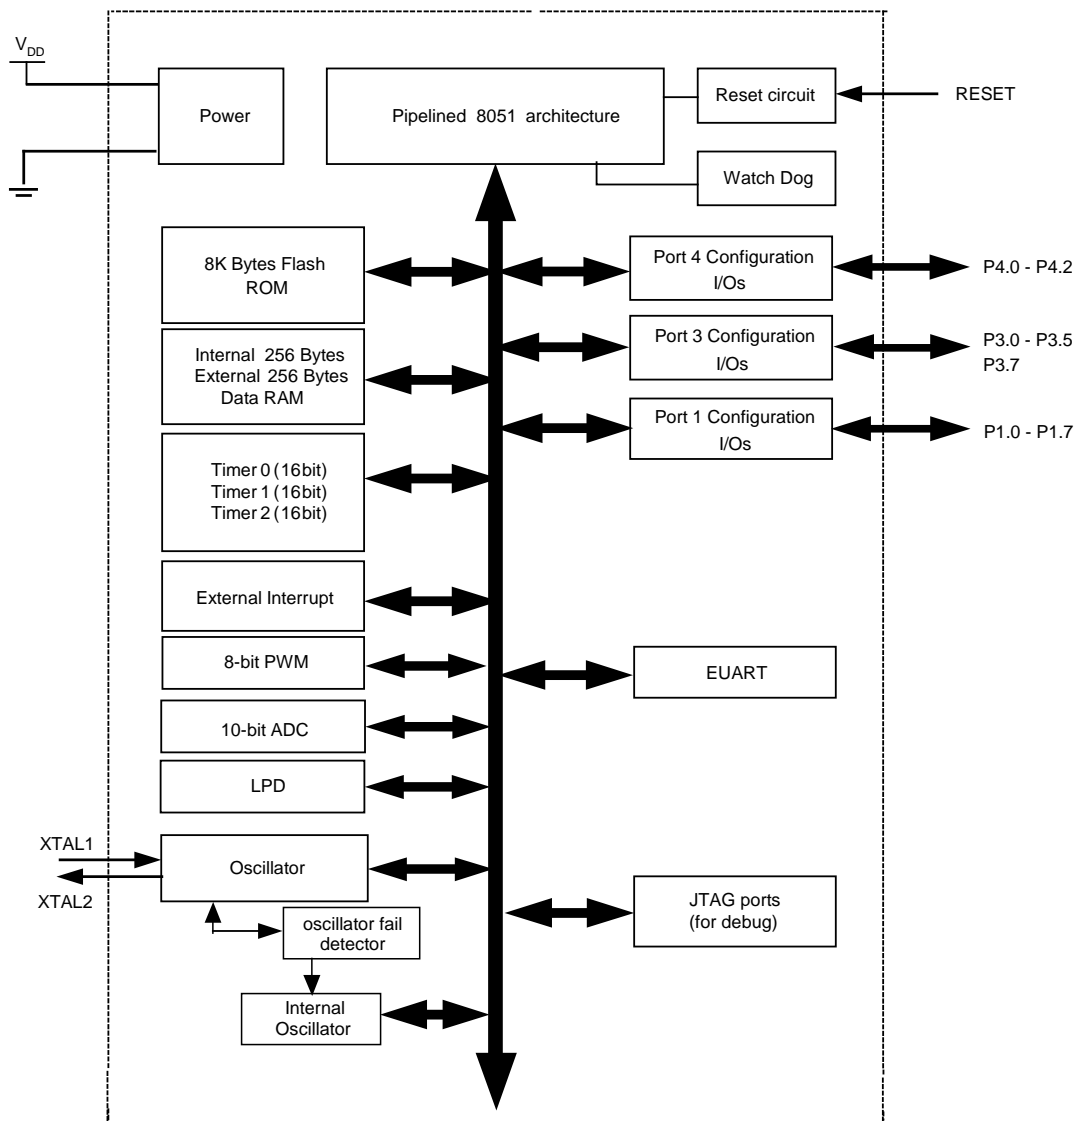 V_DD
Power
Pipelined 8051 architecture
Reset circuit
RESET
Watch Dog
8K Bytes Flash
ROM
Port 4 Configuration
I/Os
P4.0 - P4.2
Internal 256 Bytes
External 256 Bytes
Data RAM
Port 3 Configuration
I/Os
P3.0 - P3.5
P3.7
Port 1 Configuration
I/Os
P1.0 - P1.7
Timer 0 (16bit)
Timer 1 (16bit)
Timer 2 (16bit)
External Interrupt
8-bit PWM
EUART
10-bit ADC
LPD
XTAL1
XTAL2
Oscillator
JTAG ports
(for debug)
oscillator fail
detector
Internal
Oscillator